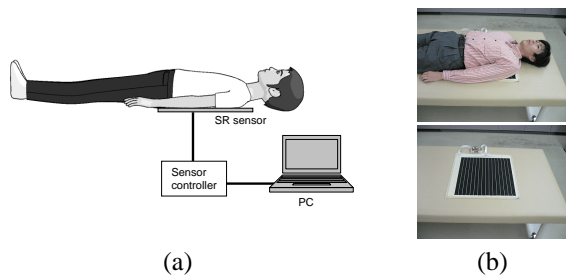 SR sensor
Sensor
controller
PC
(a)
(b)